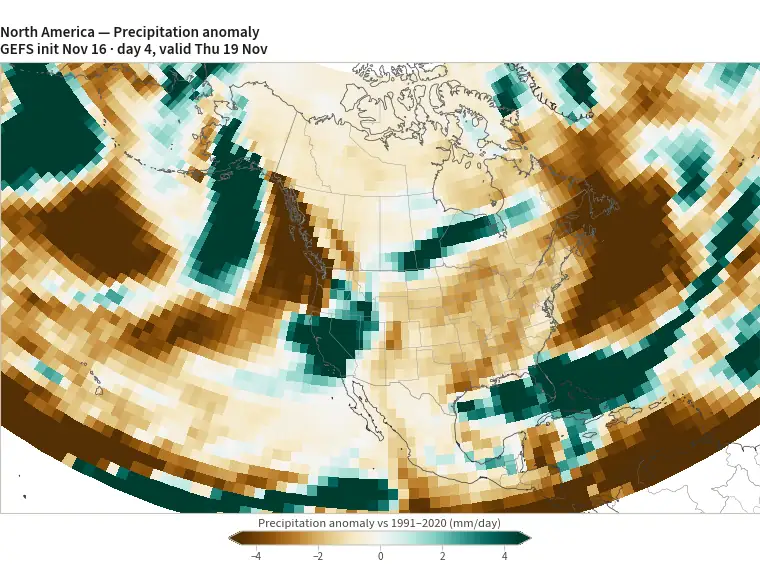 North America — Precipitation anomaly
GEFS init Nov 16 · day 4, valid Thu 19 Nov
Precipitation anomaly vs 1991–2020 (mm/day)
−4 −2 0 2 4